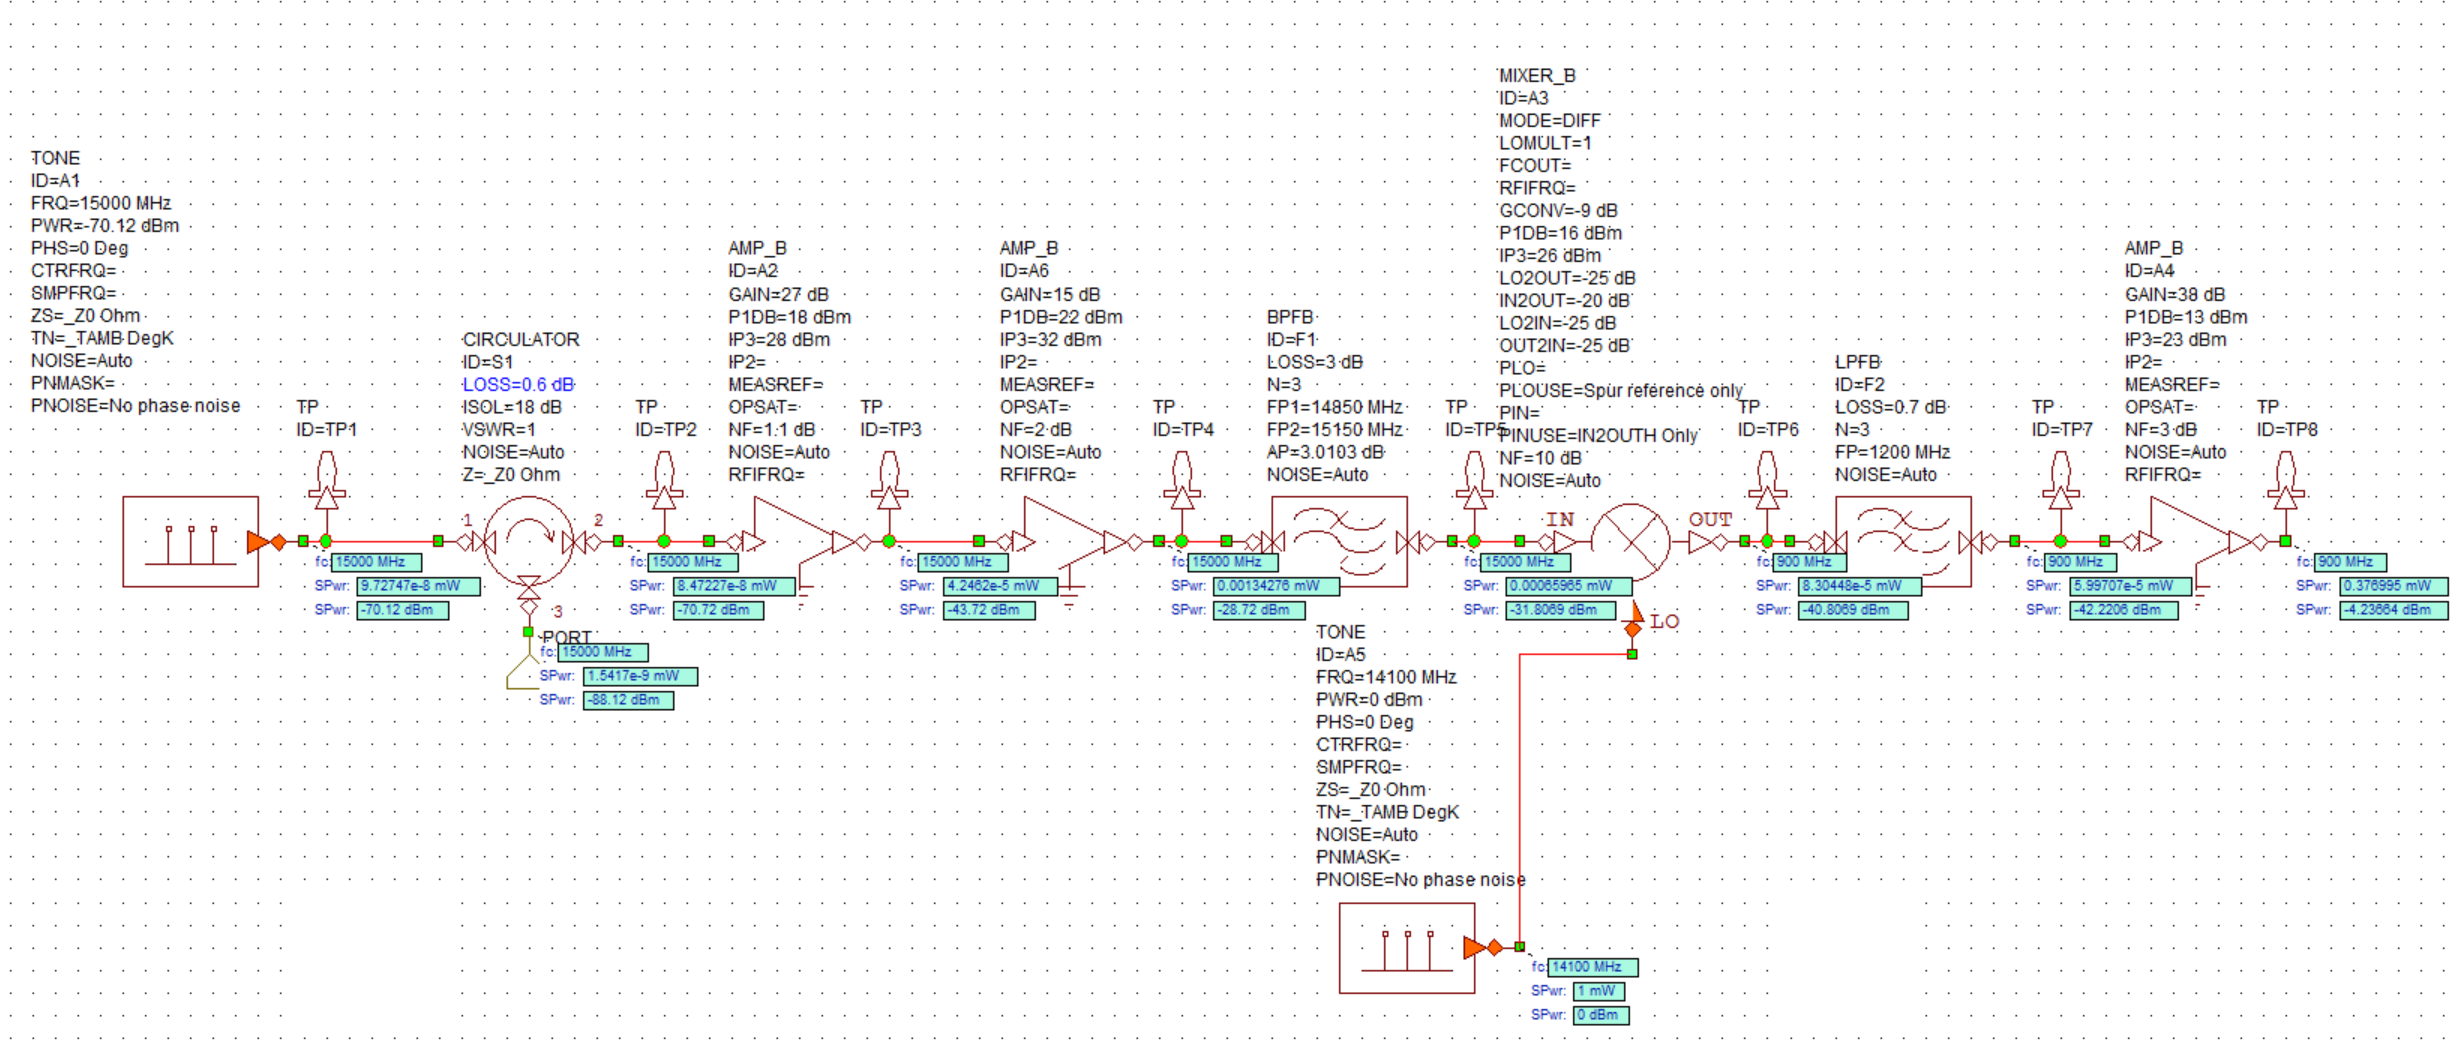 TONE
ID=A1
FRQ=15000 MHz
PWR=-70.12 dBm
PHS=0 Deg
CTRFRQ=
SMPFRQ=
ZS=_Z0 Ohm
TN=_TAMB DegK
NOISE=Auto
PNMASK=
PNOISE=No phase noise
TP
ID=TP1
fc: 15000 MHz
SPwr: 9.72747e-8 mW
SPwr: -70.12 dBm
CIRCULATOR
ID=S1
LOSS=0.6 dB
ISOL=18 dB
VSWR=1
NOISE=Auto
Z=_Z0 Ohm
1
2
3
PORT
fc: 15000 MHz
SPwr: 1.5417e-9 mW
SPwr: -88.12 dBm
TP
ID=TP2
fc: 15000 MHz
SPwr: 8.47227e-8 mW
SPwr: -70.72 dBm
AMP_B
ID=A2
GAIN=27 dB
P1DB=18 dBm
IP3=28 dBm
IP2=
MEASREF=
OPSAT=
NF=1.1 dB
NOISE=Auto
RFIFRQ=
TP
ID=TP3
fc: 15000 MHz
SPwr: 4.2462e-5 mW
SPwr: -43.72 dBm
AMP_B
ID=A6
GAIN=15 dB
P1DB=22 dBm
IP3=32 dBm
IP2=
MEASREF=
OPSAT=
NF=2 dB
NOISE=Auto
RFIFRQ=
TP
ID=TP4
fc: 15000 MHz
SPwr: 0.00134276 mW
SPwr: -28.72 dBm
BPFB
ID=F1
LOSS=3 dB
N=3
FP1=14850 MHz
FP2=15150 MHz
AP=3.0103 dB
NOISE=Auto
TP
ID=TP5
fc: 15000 MHz
SPwr: 0.00065965 mW
SPwr: -31.8069 dBm
MIXER_B
ID=A3
MODE=DIFF
LOMULT=1
FCOUT=
RFIFRQ=
GCONV=-9 dB
P1DB=16 dBm
IP3=26 dBm
LO2OUT=-25 dB
IN2OUT=-20 dB
LO2IN=-25 dB
OUT2IN=-25 dB
PLO=
PLOUSE=Spur reference only
PIN=
PINUSE=IN2OUTH Only
NF=10 dB
NOISE=Auto
IN
OUT
LO
TONE
ID=A5
FRQ=14100 MHz
PWR=0 dBm
PHS=0 Deg
CTRFRQ=
SMPFRQ=
ZS=_Z0 Ohm
TN=_TAMB DegK
NOISE=Auto
PNMASK=
PNOISE=No phase noise
fc: 14100 MHz
SPwr: 1 mW
SPwr: 0 dBm
TP
ID=TP6
fc: 900 MHz
SPwr: 8.30448e-5 mW
SPwr: -40.8069 dBm
LPFB
ID=F2
LOSS=0.7 dB
N=3
FP=1200 MHz
NOISE=Auto
TP
ID=TP7
fc: 900 MHz
SPwr: 5.99707e-5 mW
SPwr: -42.2206 dBm
AMP_B
ID=A4
GAIN=38 dB
P1DB=13 dBm
IP3=23 dBm
IP2=
MEASREF=
OPSAT=
NF=3 dB
NOISE=Auto
RFIFRQ=
TP
ID=TP8
fc: 900 MHz
SPwr: 0.376995 mW
SPwr: -4.23664 dBm